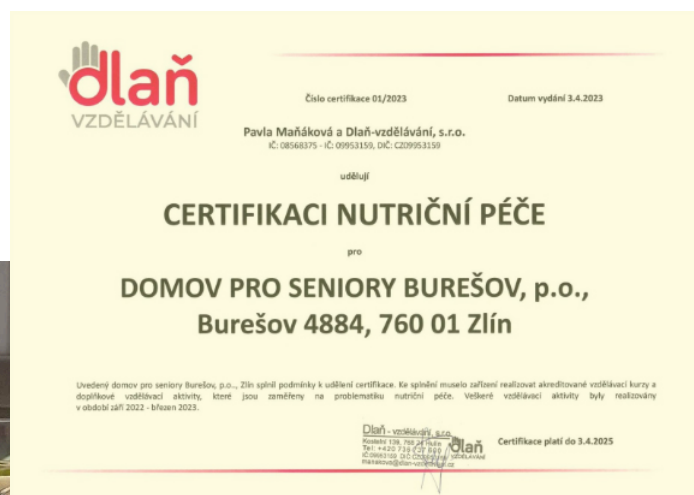 dlaň
VZDĚLÁVÁNÍ
Číslo certifikace 01/2023
Datum vydání 3.4.2023
Pavla Maňáková a Dlaň-vzdělávání, s.r.o.
IČ: 08568375 - IČ: 09953159, DIČ: CZ09953159
udělují
CERTIFIKACI NUTRIČNÍ PÉČE
pro
DOMOV PRO SENIORY BUREŠOV, p.o.,
Burešov 4884, 760 01 Zlín
Uvedený domov pro seniory Burešov, p.o.., Zlín splnil podmínky k udělení certifikace. Ke splnění muselo zařízení realizovat akreditované vzdělávací kurzy a
doplňkové vzdělávací aktivity, které jsou zaměřeny na problematiku nutriční péče. Veškeré vzdělávací aktivity byly realizovány
v období září 2022 - březen 2023.
Dlaň - vzdělávání, s.r.o.
Dlaň
VZDĚLÁVÁNÍ
Certifikace platí do 3.4.2025